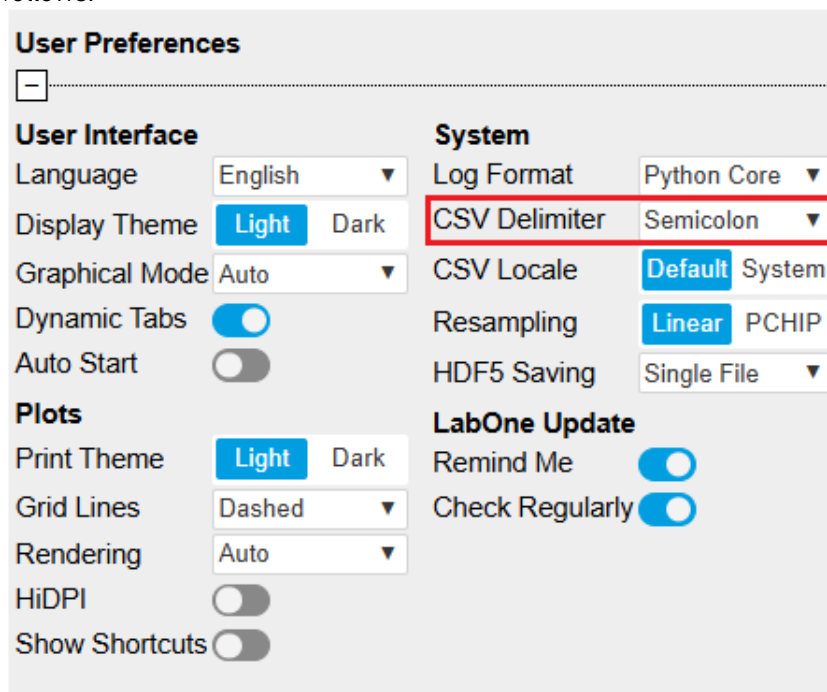 User Preferences
User Interface
Language English
Display Theme Light Dark
Graphical Mode Auto
Dynamic Tabs
Auto Start
Plots
Print Theme Light Dark
Grid Lines Dashed
Rendering Auto
HiDPI
Show Shortcuts
System
Log Format Python Core
CSV Delimiter Semicolon
CSV Locale Default System
Resampling Linear PCHIP
HDF5 Saving Single File
LabOne Update
Remind Me
Check Regularly